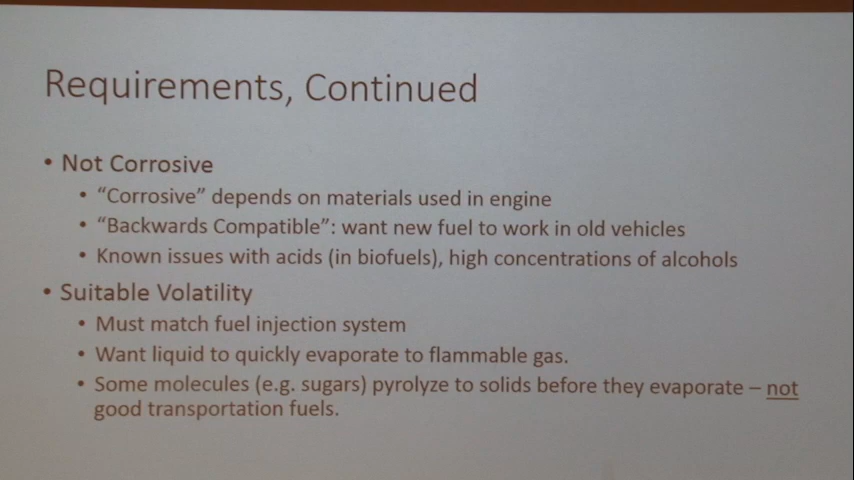 Requirements, Continued
• Not Corrosive
• “Corrosive” depends on materials used in engine
• “Backwards Compatible”: want new fuel to work in old vehicles
• Known issues with acids (in biofuels), high concentrations of alcohols
• Suitable Volatility
• Must match fuel injection system
• Want liquid to quickly evaporate to flammable gas.
• Some molecules (e.g. sugars) pyrolyze to solids before they evaporate – not
good transportation fuels.